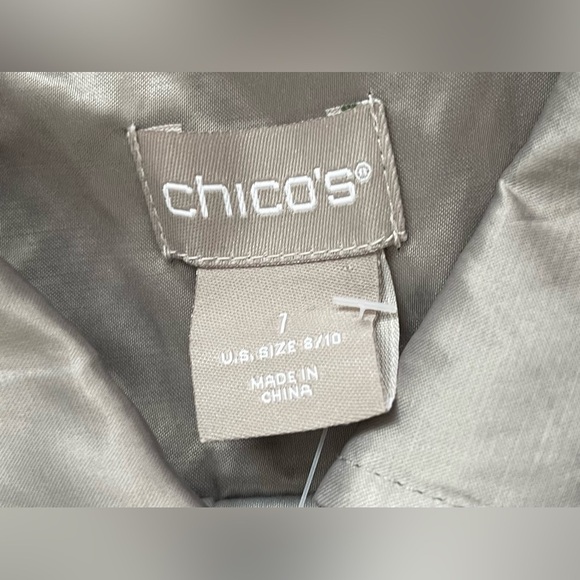 chico's®
1
U.S. SIZE 8/10
MADE IN
CHINA